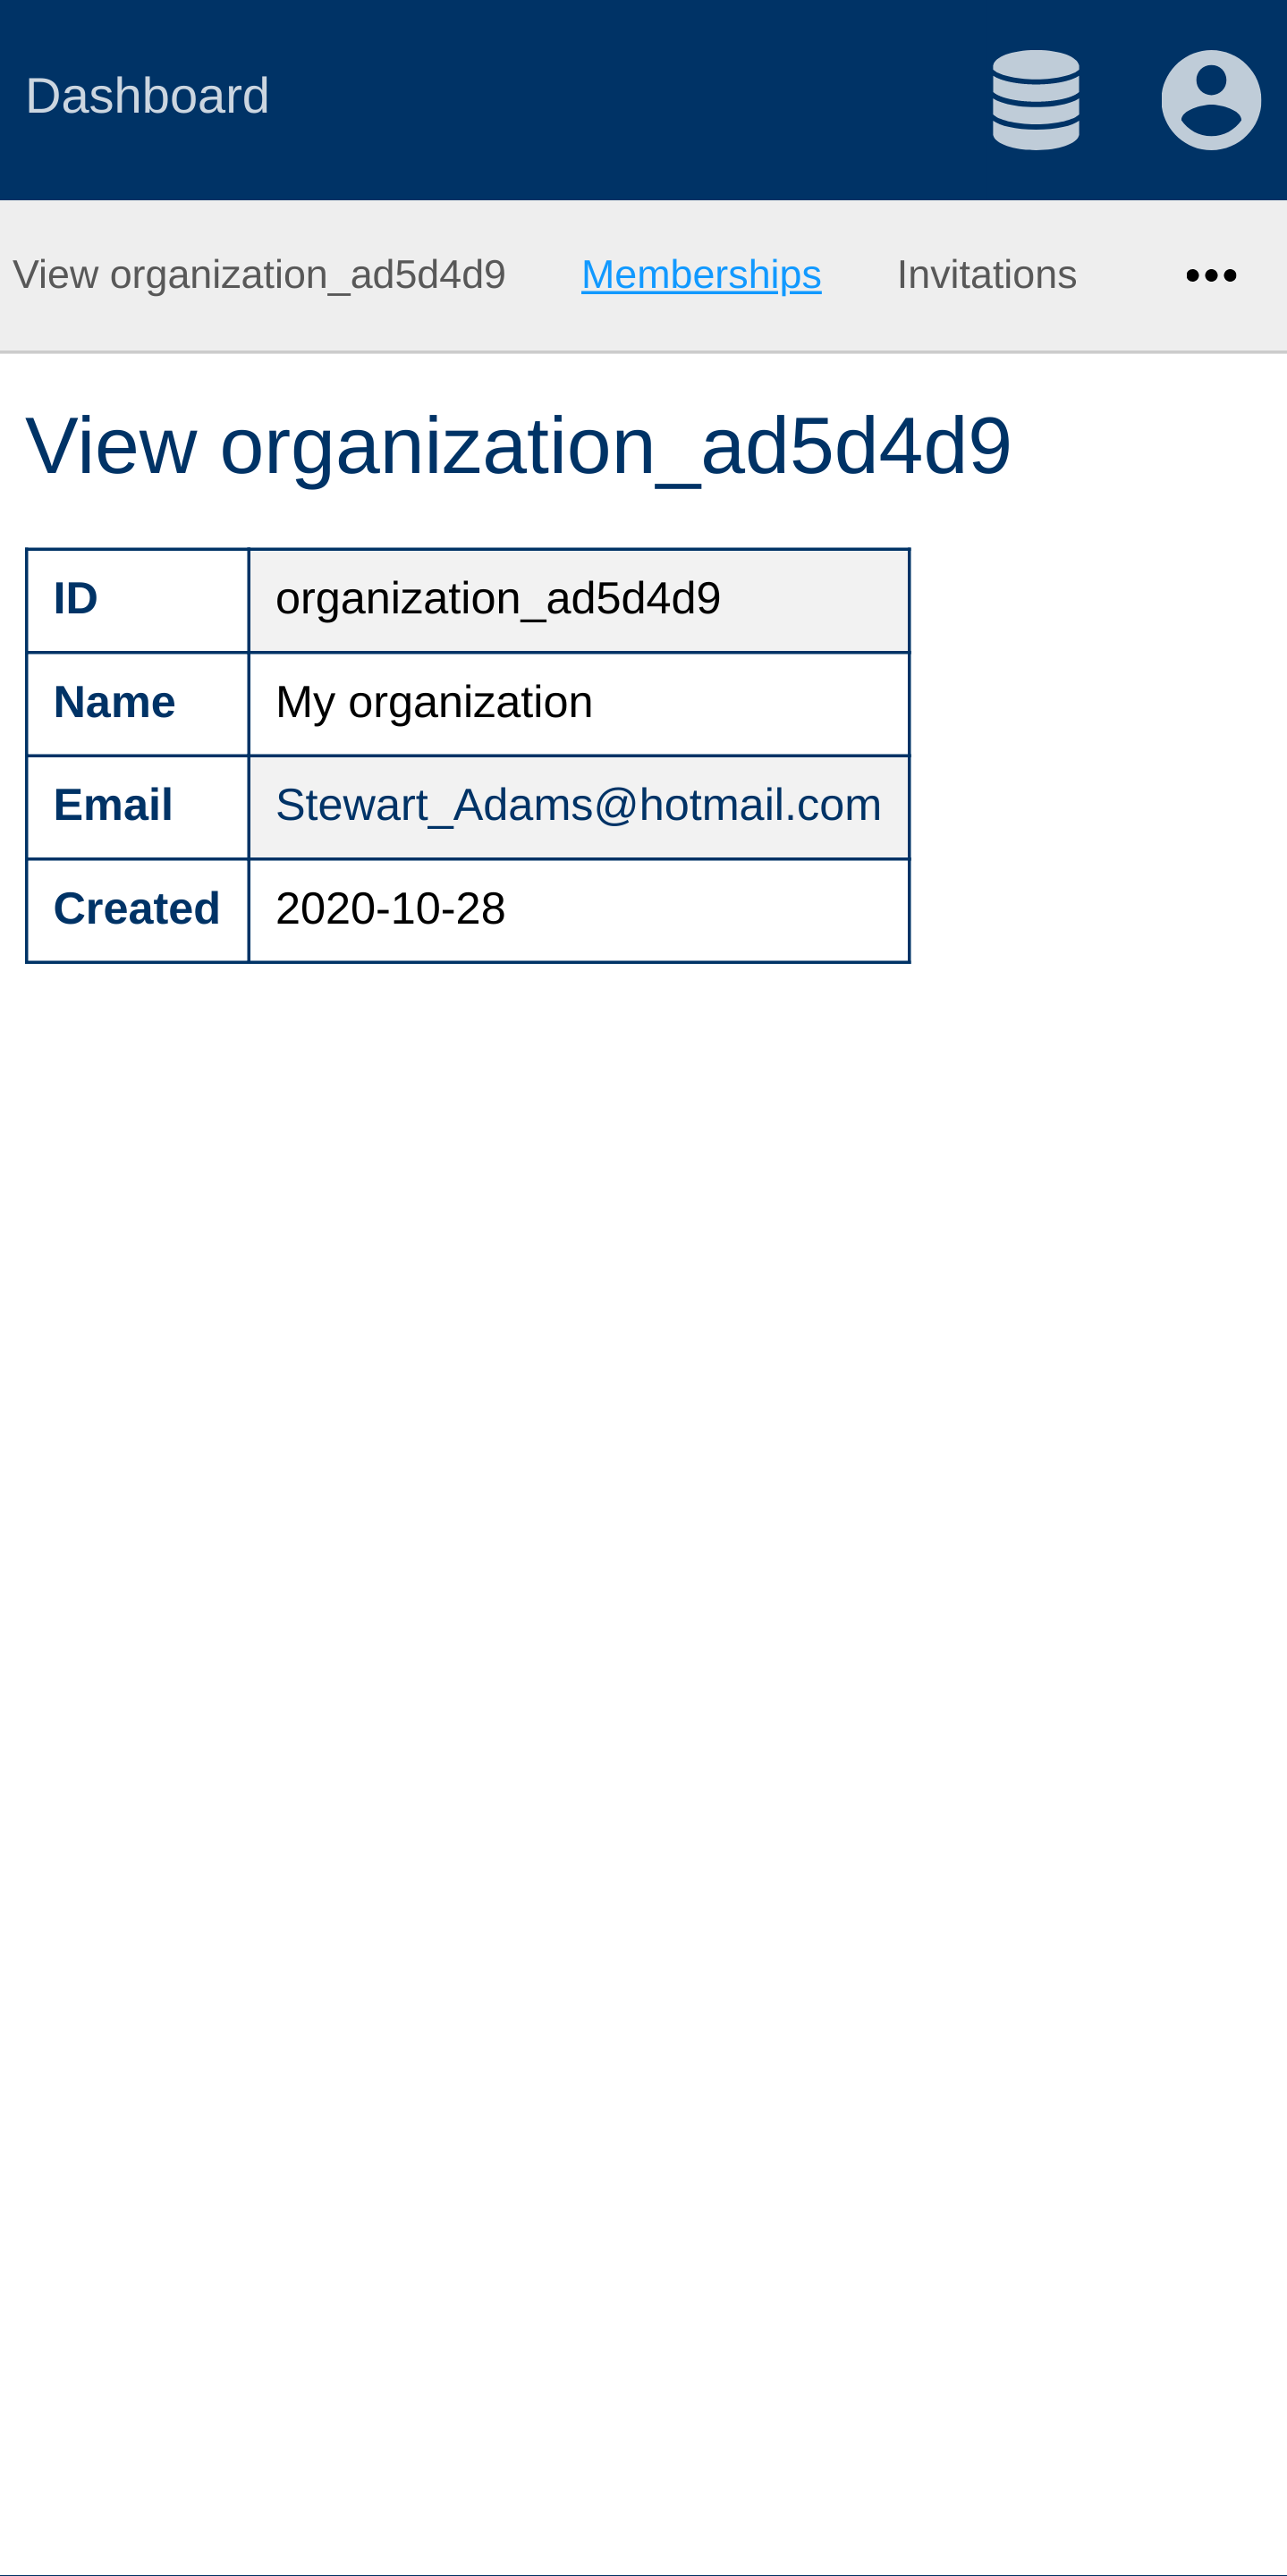 Dashboard
View organization_ad5d4d9 Memberships Invitations •••
View organization_ad5d4d9
ID organization_ad5d4d9
Name My organization
Email Stewart_Adams@hotmail.com
Created 2020-10-28